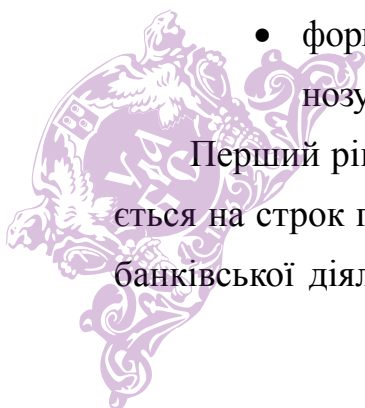 • фор
нозу
Перший рі
ється на строк п
банківської діял